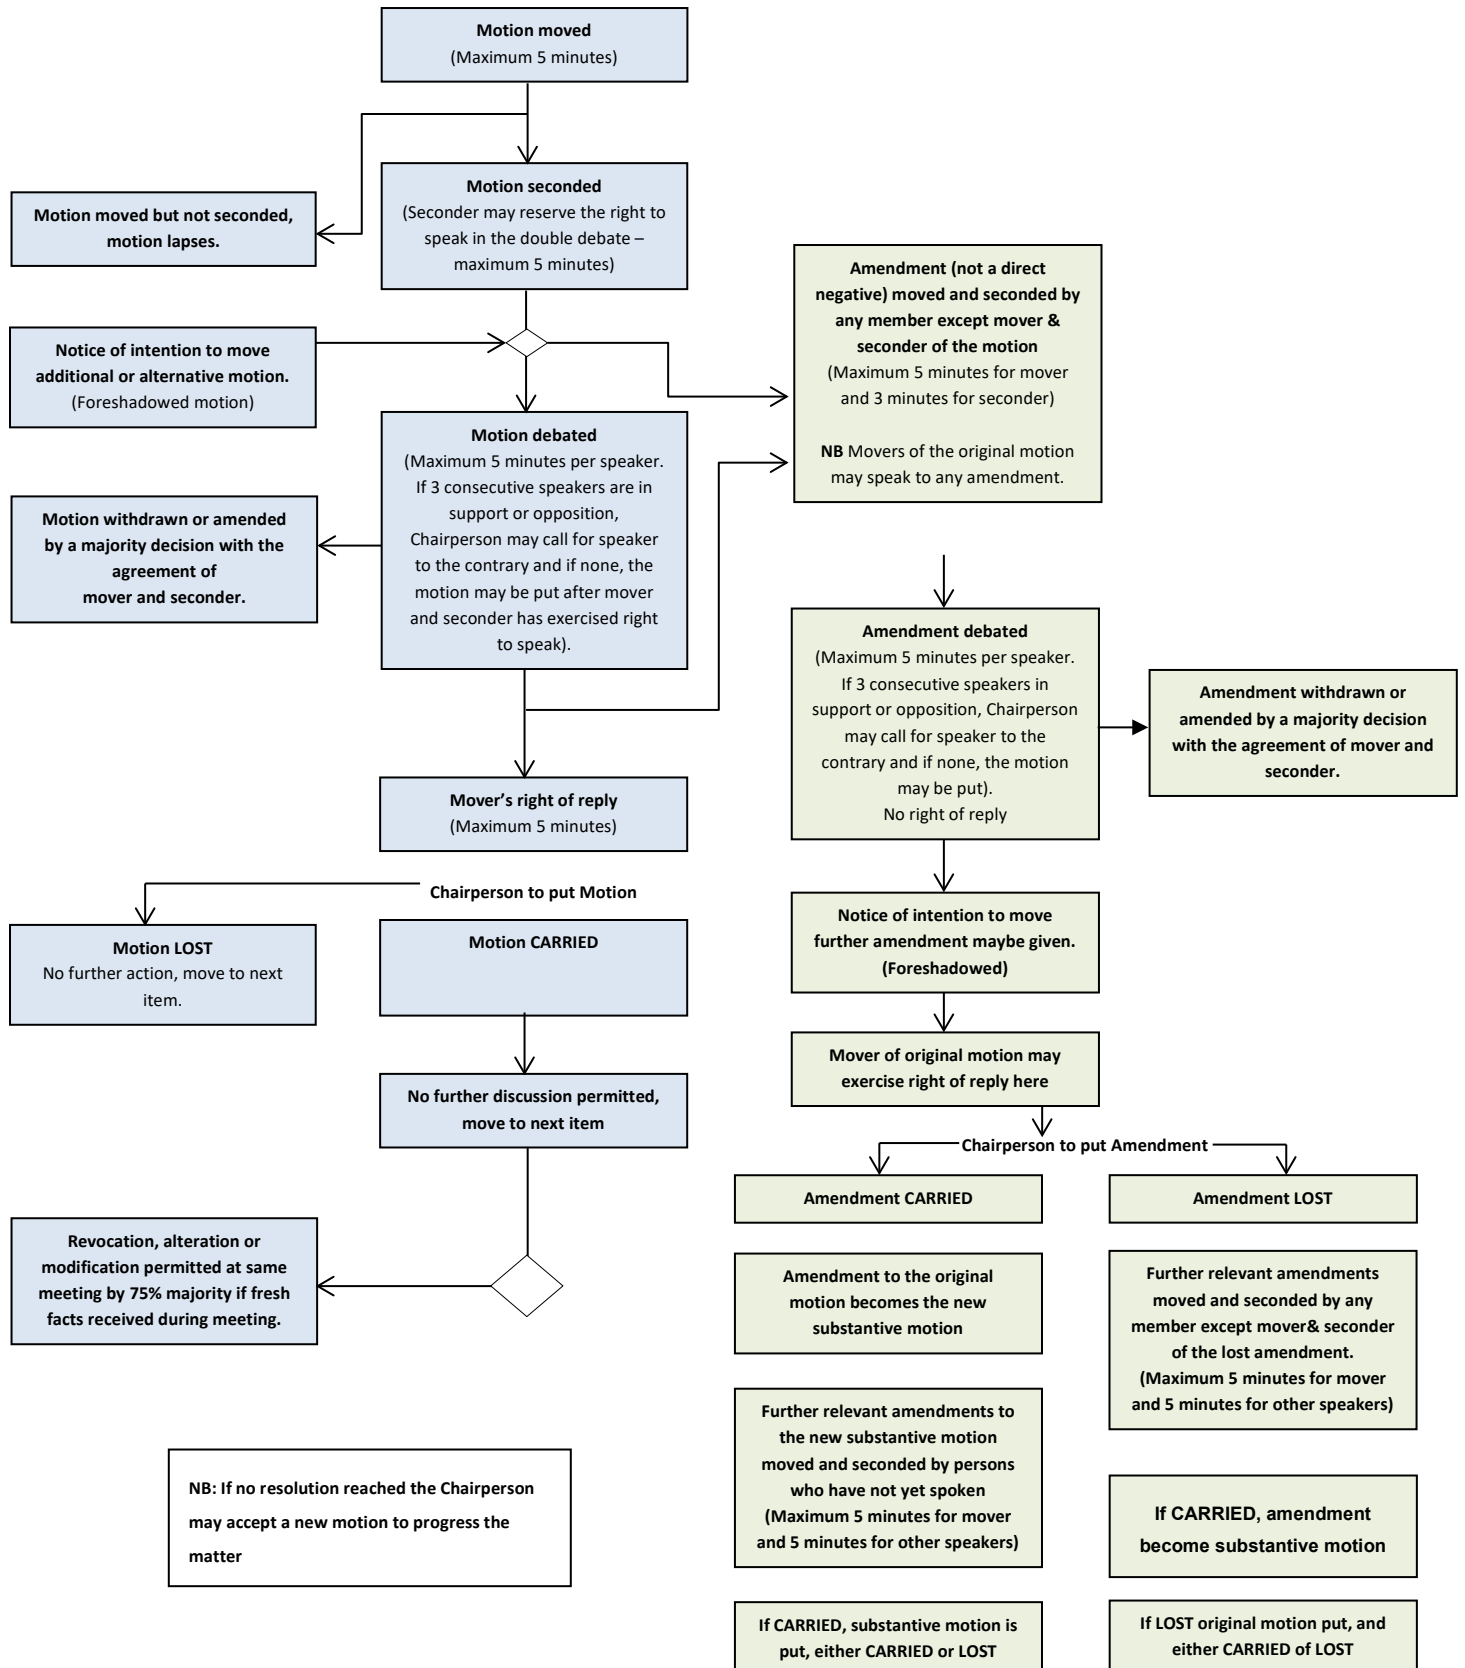 Motion moved
(Maximum 5 minutes)
Motion seconded
(Seconder may reserve the right to
speak in the double debate –
maximum 5 minutes)
Motion moved but not seconded,
motion lapses.
Notice of intention to move
additional or alternative motion.
(Foreshadowed motion)
Motion debated
(Maximum 5 minutes per speaker.
If 3 consecutive speakers are in
support or opposition,
Chairperson may call for speaker
to the contrary and if none, the
motion may be put after mover
and seconder has exercised right
to speak).
Motion withdrawn or amended
by a majority decision with the
agreement of
mover and seconder.
Mover’s right of reply
(Maximum 5 minutes)
Chairperson to put Motion
Motion LOST
No further action, move to next
item.
Motion CARRIED
No further discussion permitted,
move to next item
Revocation, alteration or
modification permitted at same
meeting by 75% majority if fresh
facts received during meeting.
NB: If no resolution reached the Chairperson
may accept a new motion to progress the
matter
Amendment (not a direct
negative) moved and seconded by
any member except mover &
seconder of the motion
(Maximum 5 minutes for mover
and 3 minutes for seconder)
NB Movers of the original motion
may speak to any amendment.
Amendment debated
(Maximum 5 minutes per speaker.
If 3 consecutive speakers in
support or opposition, Chairperson
may call for speaker to the
contrary and if none, the motion
may be put).
No right of reply
Amendment withdrawn or
amended by a majority decision
with the agreement of mover and
seconder.
Notice of intention to move
further amendment maybe given.
(Foreshadowed)
Mover of original motion may
exercise right of reply here
Chairperson to put Amendment
Amendment CARRIED
Amendment to the original
motion becomes the new
substantive motion
Further relevant amendments to
the new substantive motion
moved and seconded by persons
who have not yet spoken
(Maximum 5 minutes for mover
and 5 minutes for other speakers)
If CARRIED, substantive motion is
put, either CARRIED or LOST
Amendment LOST
Further relevant amendments
moved and seconded by any
member except mover& seconder
of the lost amendment.
(Maximum 5 minutes for mover
and 5 minutes for other speakers)
If CARRIED, amendment
become substantive motion
If LOST original motion put, and
either CARRIED of LOST